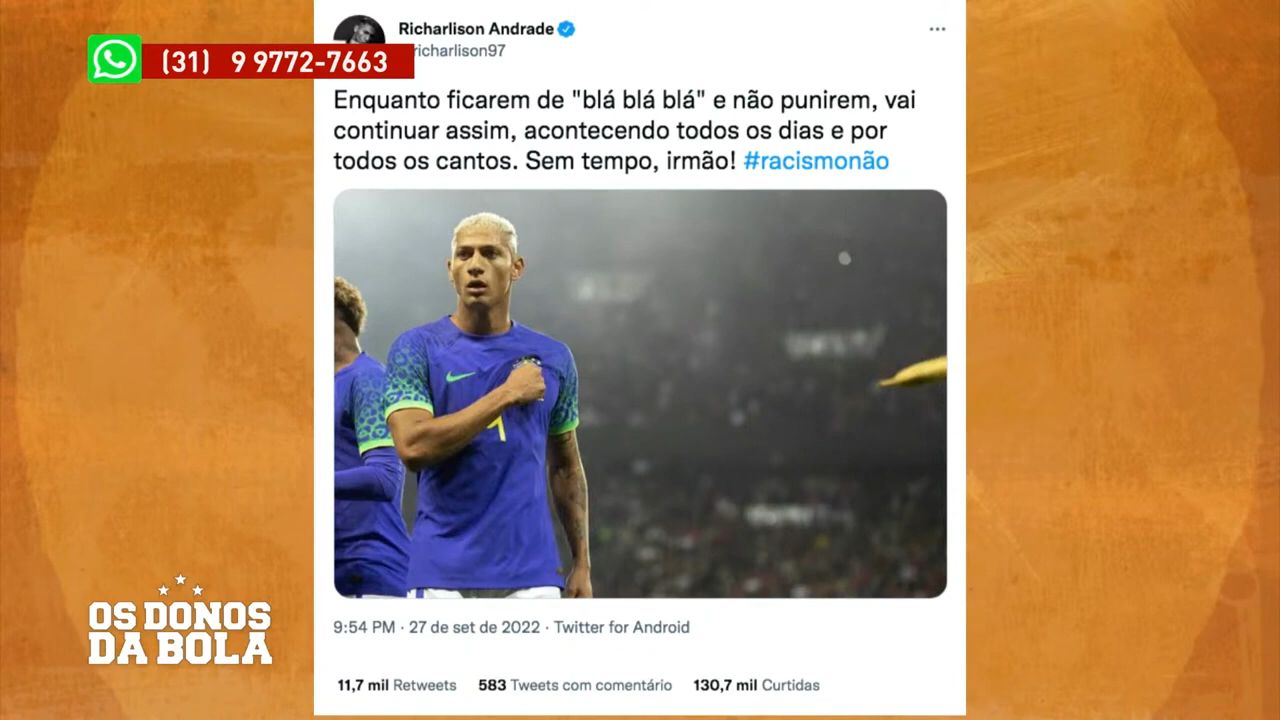 Richarlison Andrade
richarlison97
(31) 9 9772-7663
Enquanto ficarem de "blá blá blá" e não punirem, vai
continuar assim, acontecendo todos os dias e por
todos os cantos. Sem tempo, irmão! #racismonão
9
9:54 PM · 27 de set de 2022 · Twitter for Android
11,7 mil Retweets 583 Tweets com comentário 130,7 mil Curtidas
OS DONOS
DA BOLA